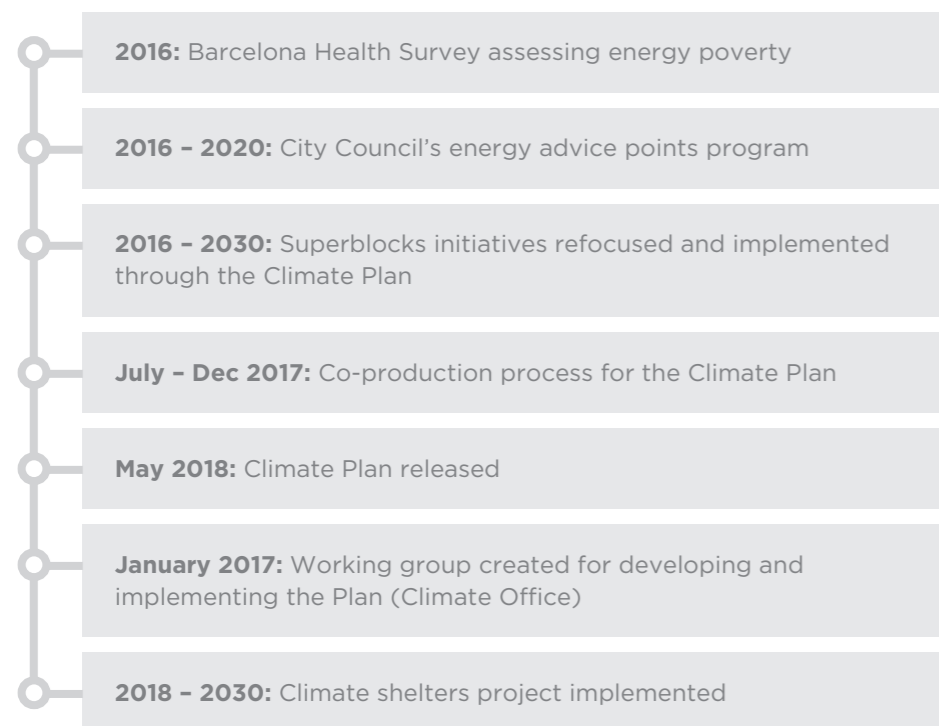 2016: Barcelona Health Survey assessing energy poverty
2016 – 2020: City Council’s energy advice points program
2016 – 2030: Superblocks initiatives refocused and implemented
through the Climate Plan
July – Dec 2017: Co-production process for the Climate Plan
May 2018: Climate Plan released
January 2017: Working group created for developing and
implementing the Plan (Climate Office)
2018 – 2030: Climate shelters project implemented